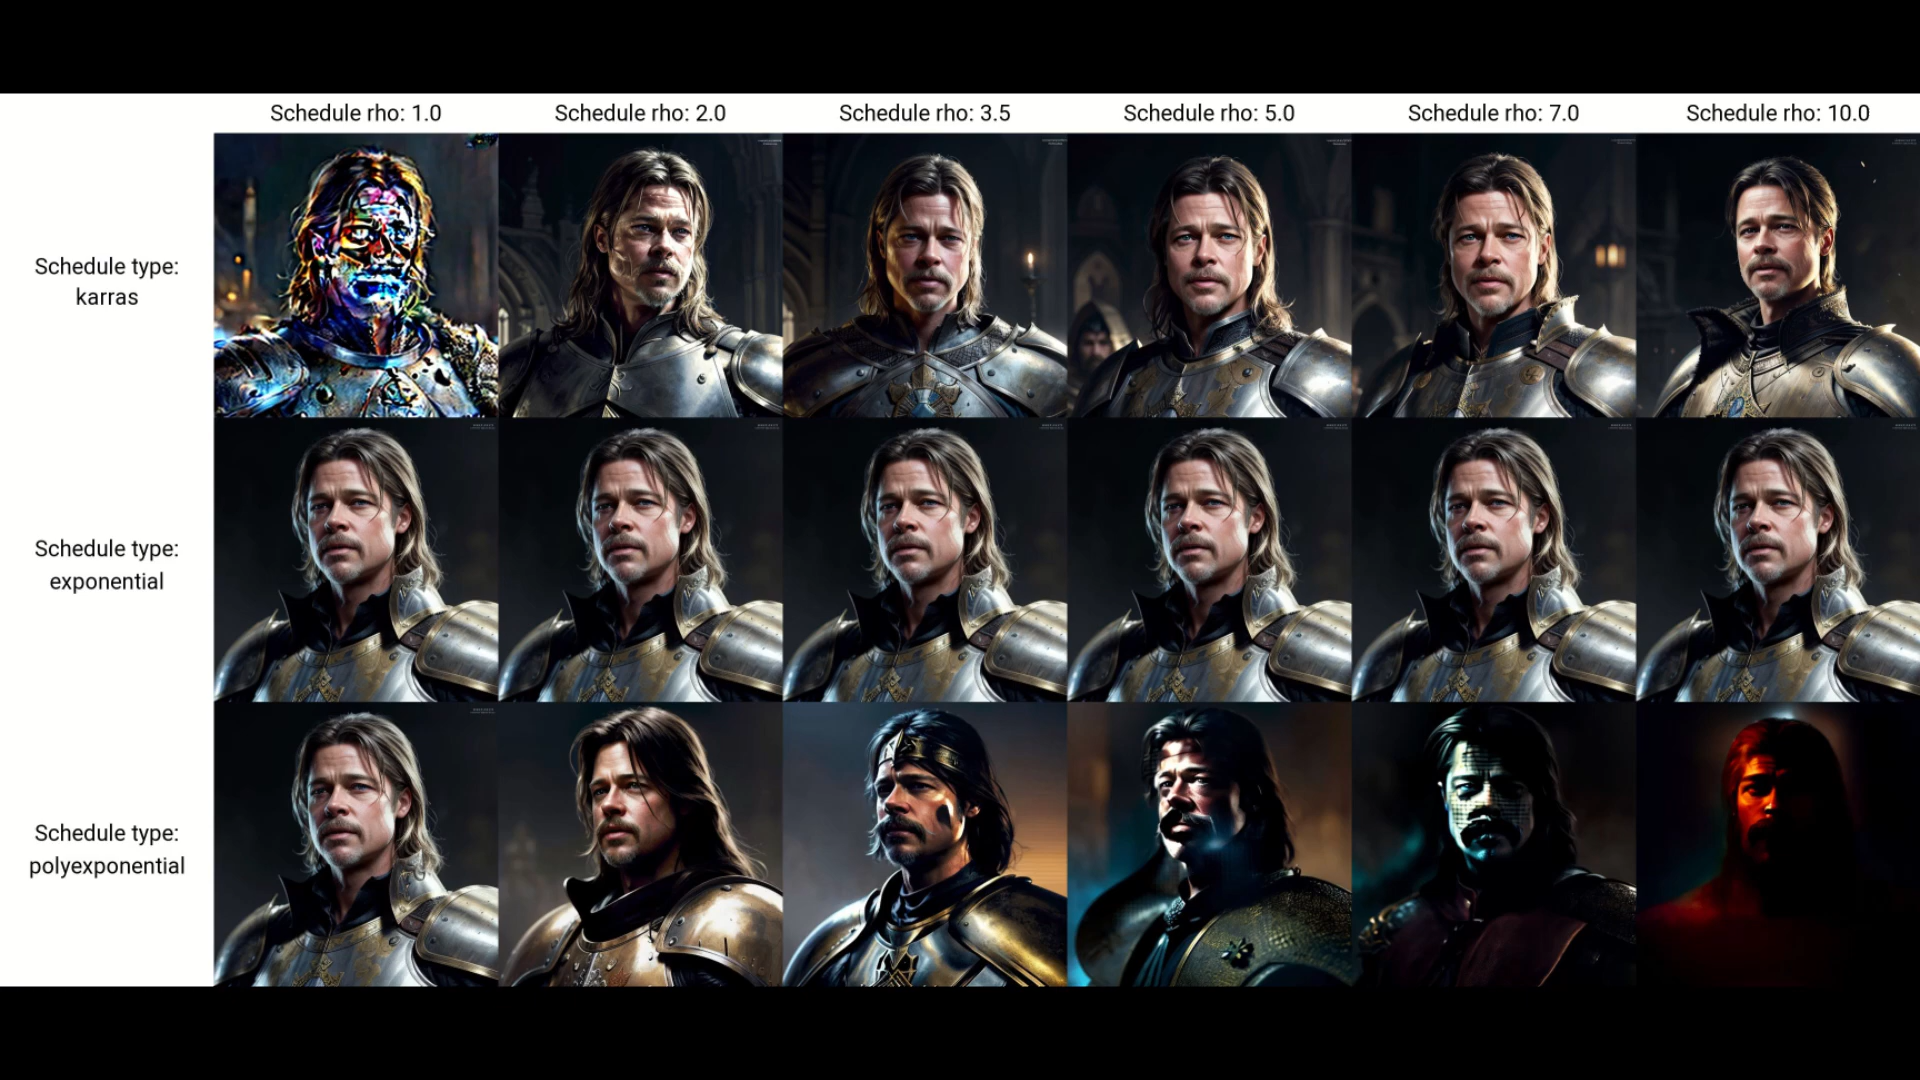 Schedule rho: 1.0
Schedule rho: 2.0
Schedule rho: 3.5
Schedule rho: 5.0
Schedule rho: 7.0
Schedule rho: 10.0
Schedule type:
karras
Schedule type:
exponential
Schedule type:
polyexponential